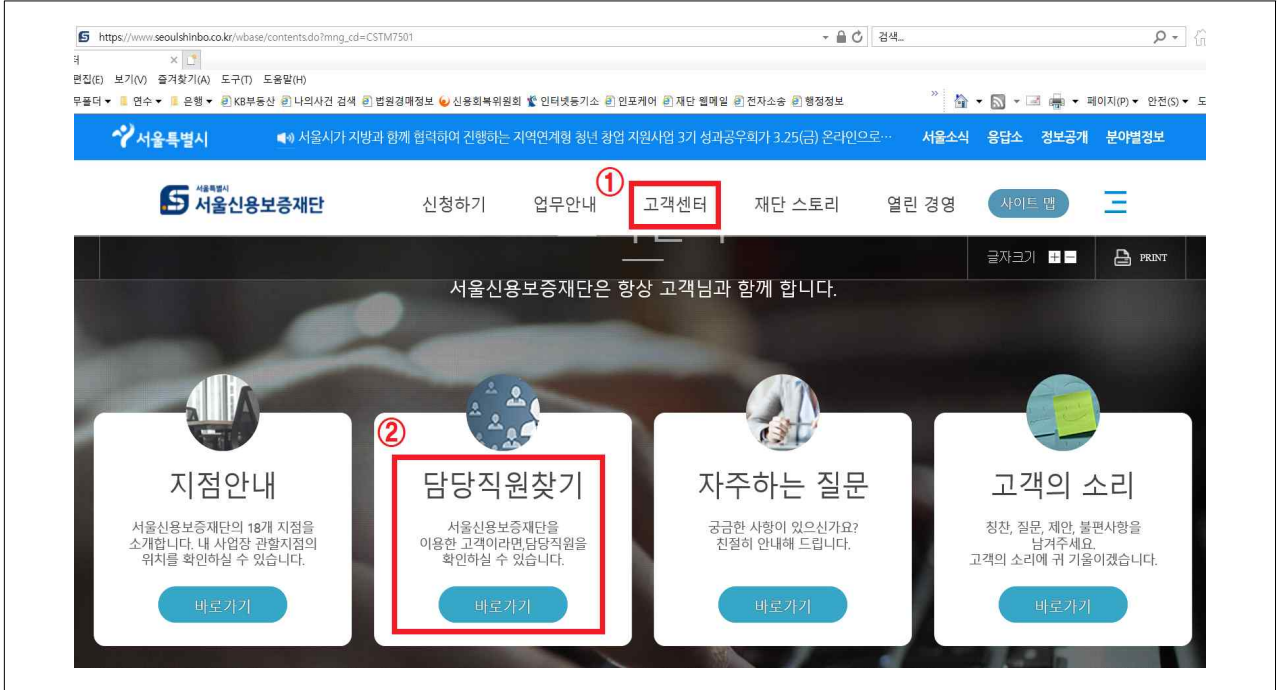 https://www.seoulshinbo.co.kr/wbase/contents.do?mng_cd=CSTM7501
검색...
편집(E) 보기(V) 즐겨찾기(A) 도구(T) 도움말(H)
무폴더 연수 은행 KB부동산 나의사건 검색 법원경매정보 신용회복위원회 인터넷등기소 인포케어 재단 웹메일 전자소송 행정정보 » 페이지(P) 안전(S) 도
서울특별시 서울시가 지방과 함께 협력하여 진행하는 지역연계형 청년 창업 지원사업 3기 성과공유회가 3.25(금) 온라인으로… 서울소식 응답소 정보공개 분야별정보
①
서울특별시
서울신용보증재단 신청하기 업무안내 고객센터 재단 스토리 열린 경영 사이트 맵
글자크기 + - PRINT
서울신용보증재단은 항상 고객님과 함께 합니다.
②
지점안내
서울신용보증재단의 18개 지점을
소개합니다. 내 사업장 관할지점의
위치를 확인하실 수 있습니다.
바로가기
담당직원찾기
서울신용보증재단을
이용한 고객이라면,담당직원을
확인하실 수 있습니다.
바로가기
자주하는 질문
궁금한 사항이 있으신가요?
친절히 안내해 드립니다.
바로가기
고객의 소리
칭찬, 질문, 제안, 불편사항을
남겨주세요.
고객의 소리에 귀 기울이겠습니다.
바로가기